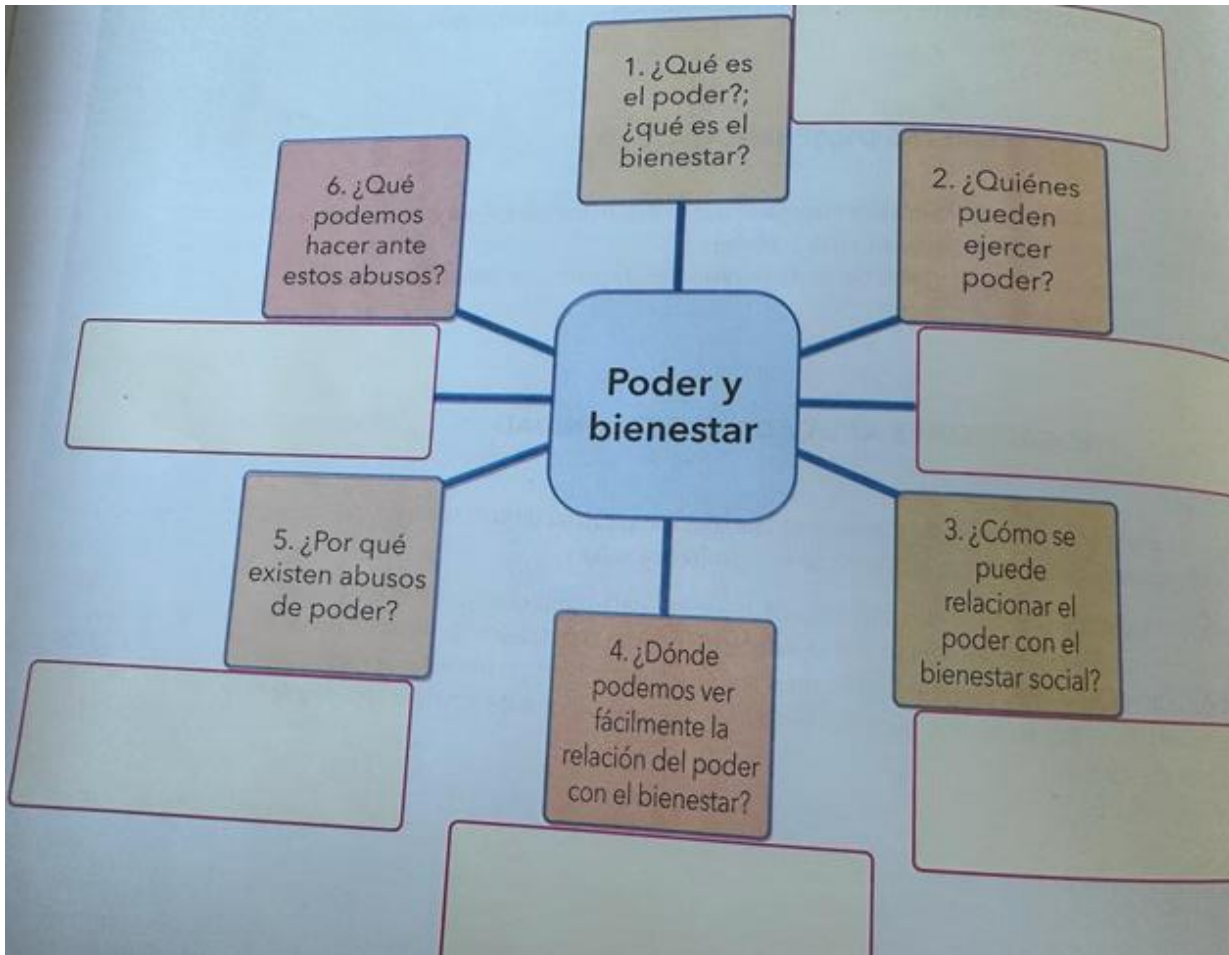 1. ¿Qué es
el poder?;
¿qué es el
bienestar?
2. ¿Quiénes
pueden
ejercer
poder?
3. ¿Cómo se
puede
relacionar el
poder con el
bienestar social?
4. ¿Dónde
podemos ver
fácilmente la
relación del poder
con el bienestar?
5. ¿Por qué
existen abusos
de poder?
6. ¿Qué
podemos
hacer ante
estos abusos?
Poder y
bienestar